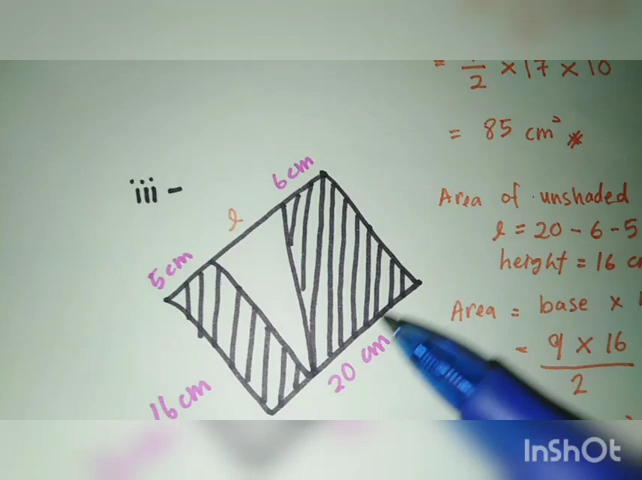 = 1/2 × 17 × 10
= 85 cm² *
iii -
6cm
l
5cm
16cm
20 cm
Area of unshaded
l = 20 - 6 - 5
height = 16
Area = base ×
= 9 × 16
2
InShOt